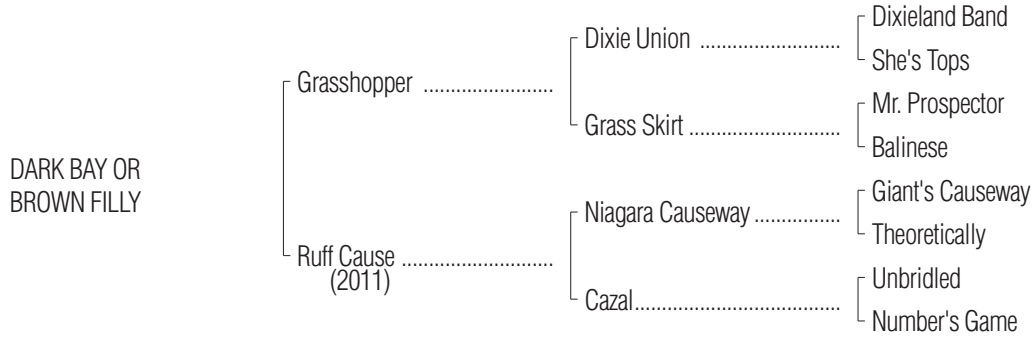 DARK BAY OR
BROWN FILLY
Grasshopper ......................
Ruff Cause ..........................
(2011)
Dixie Union ........................
Grass Skirt ..........................
Niagara Causeway ...............
Cazal...................................
Dixieland Band
She's Tops
Mr. Prospector
Balinese
Giant's Causeway
Theoretically
Unbridled
Number's Game